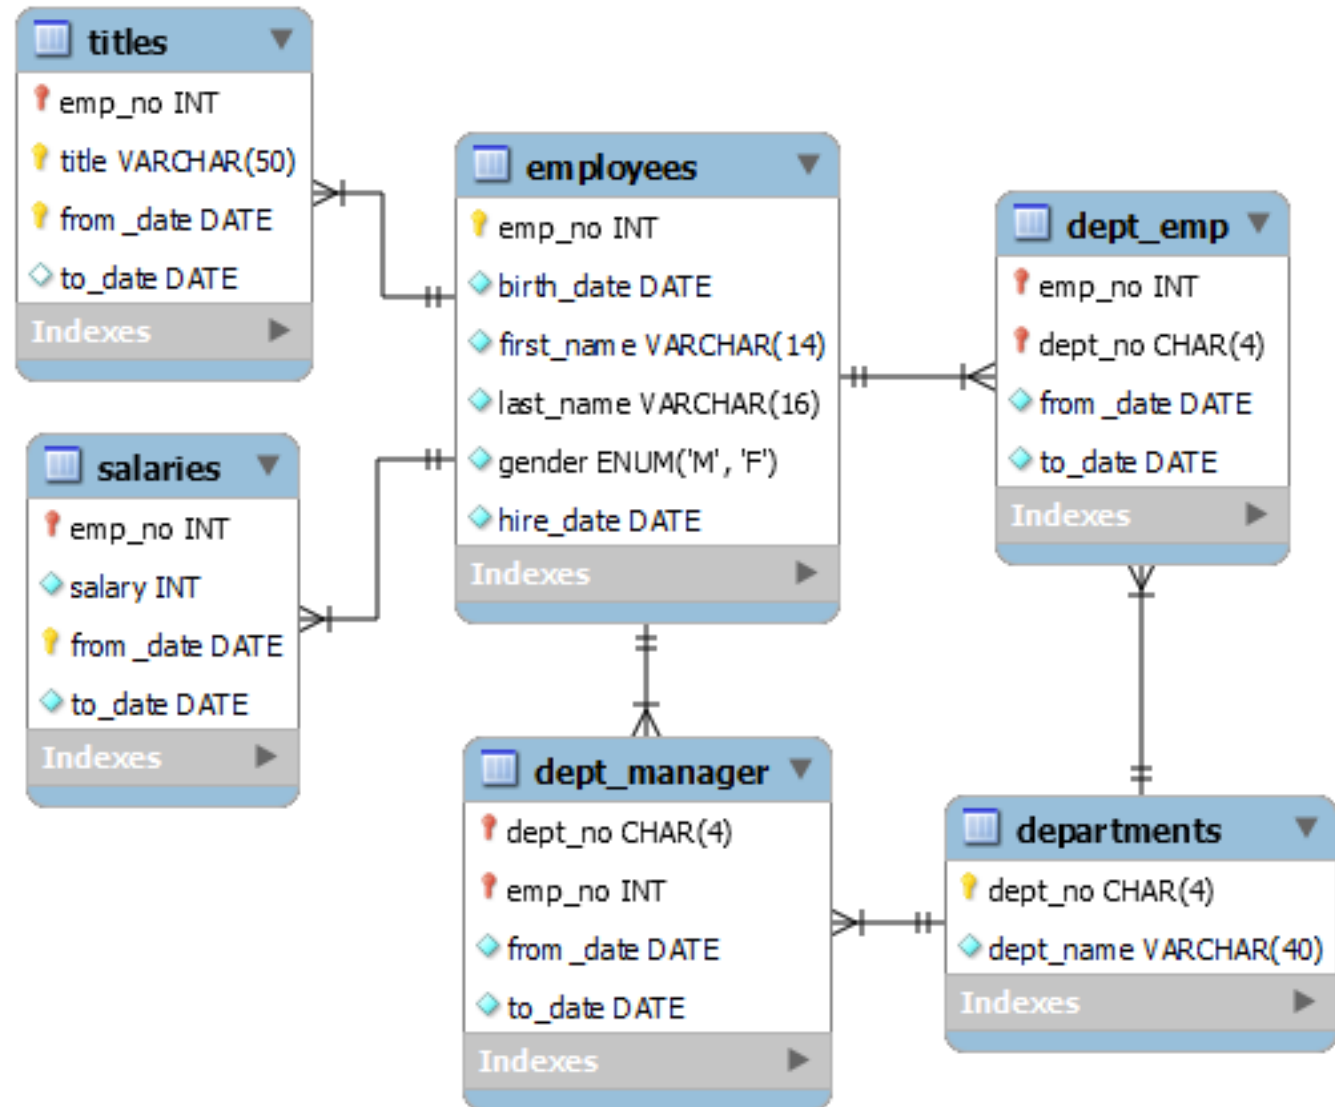 titles
emp_no INT
title VARCHAR(50)
from_date DATE
to_date DATE
Indexes
employees
emp_no INT
birth_date DATE
first_name VARCHAR(14)
last_name VARCHAR(16)
gender ENUM('M', 'F')
hire_date DATE
Indexes
dept_emp
emp_no INT
dept_no CHAR(4)
from_date DATE
to_date DATE
Indexes
salaries
emp_no INT
salary INT
from_date DATE
to_date DATE
Indexes
dept_manager
dept_no CHAR(4)
emp_no INT
from_date DATE
to_date DATE
Indexes
departments
dept_no CHAR(4)
dept_name VARCHAR(40)
Indexes